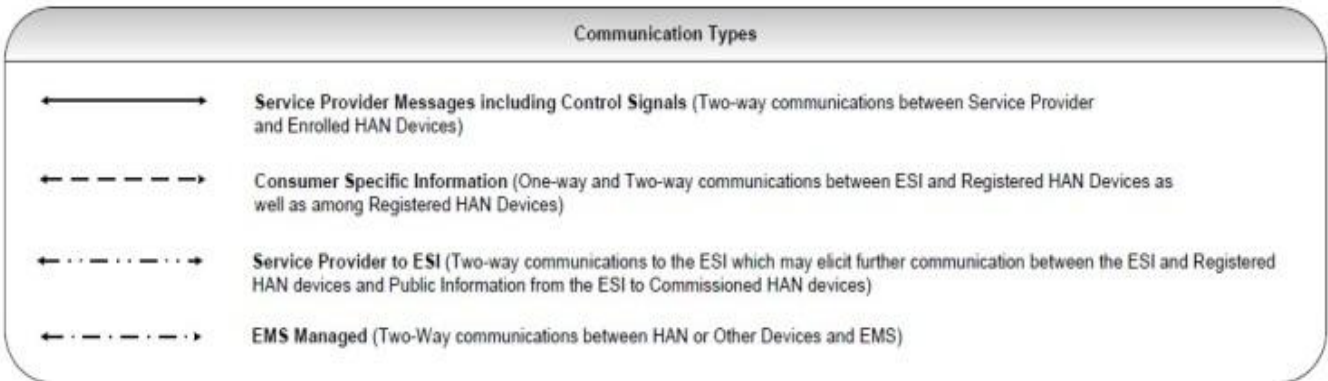 Communication Types
Service Provider Messages including Control Signals (Two-way communications between Service Provider
and Enrolled HAN Devices)
Consumer Specific Information (One-way and Two-way communications between ESI and Registered HAN Devices as
well as among Registered HAN Devices)
Service Provider to ESI (Two-way communications to the ESI which may elicit further communication between the ESI and Registered
HAN devices and Public Information from the ESI to Commissioned HAN devices)
EMS Managed (Two-Way communications between HAN or Other Devices and EMS)